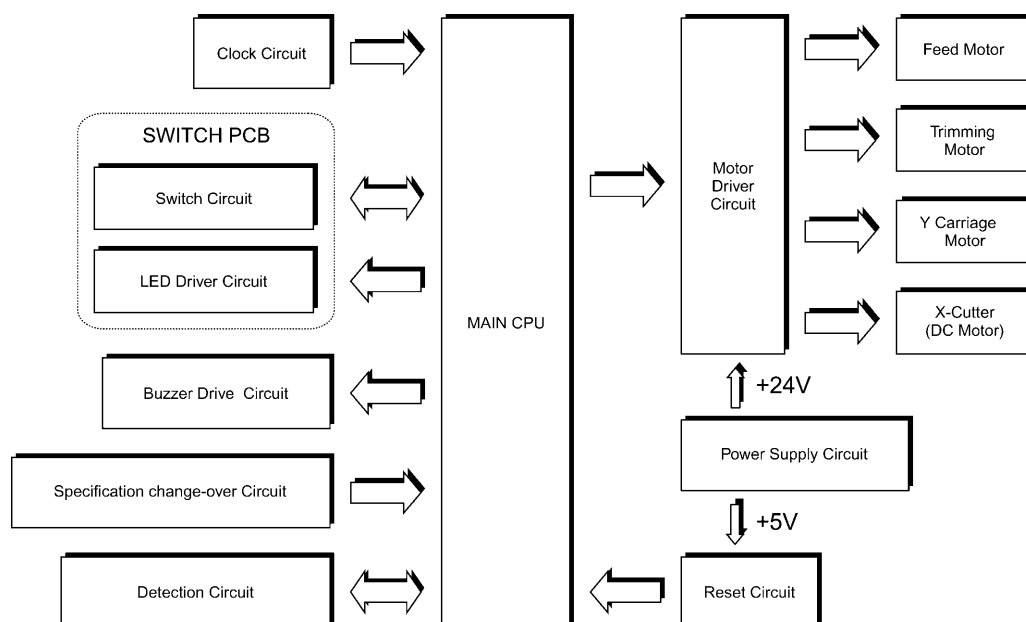 Clock Circuit
SWITCH PCB
Switch Circuit
LED Driver Circuit
Buzzer Drive Circuit
Specification change-over Circuit
Detection Circuit
MAIN CPU
Motor
Driver
Circuit
Feed Motor
Trimming
Motor
Y Carriage
Motor
X-Cutter
(DC Motor)
+24V
Power Supply Circuit
+5V
Reset Circuit